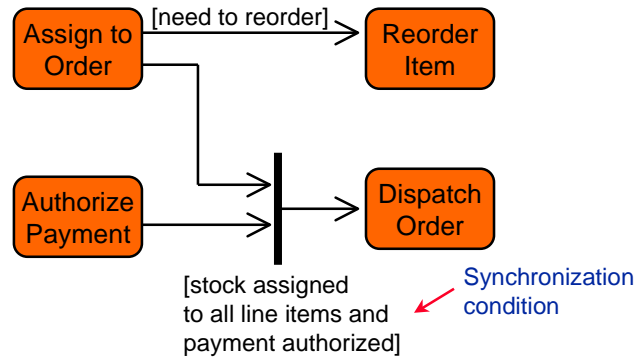 [need to reorder]
Assign to
Order
Reorder
Item
Authorize
Payment
Dispatch
Order
[stock assigned
to all line items and
payment authorized]
Synchronization
condition